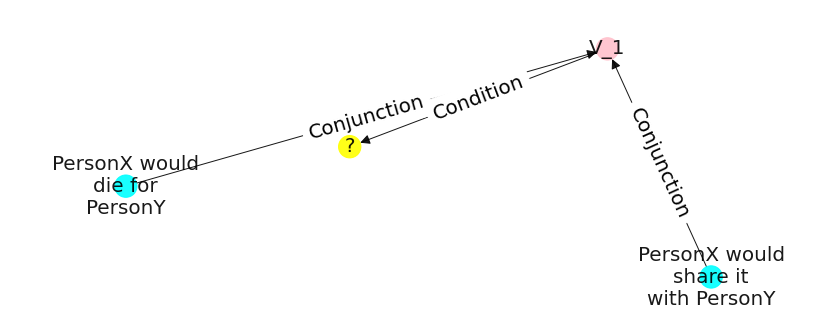 V_1
Condition
Conjunction
?
PersonX would
die for
PersonY
Conjunction
PersonX would
share it
with PersonY